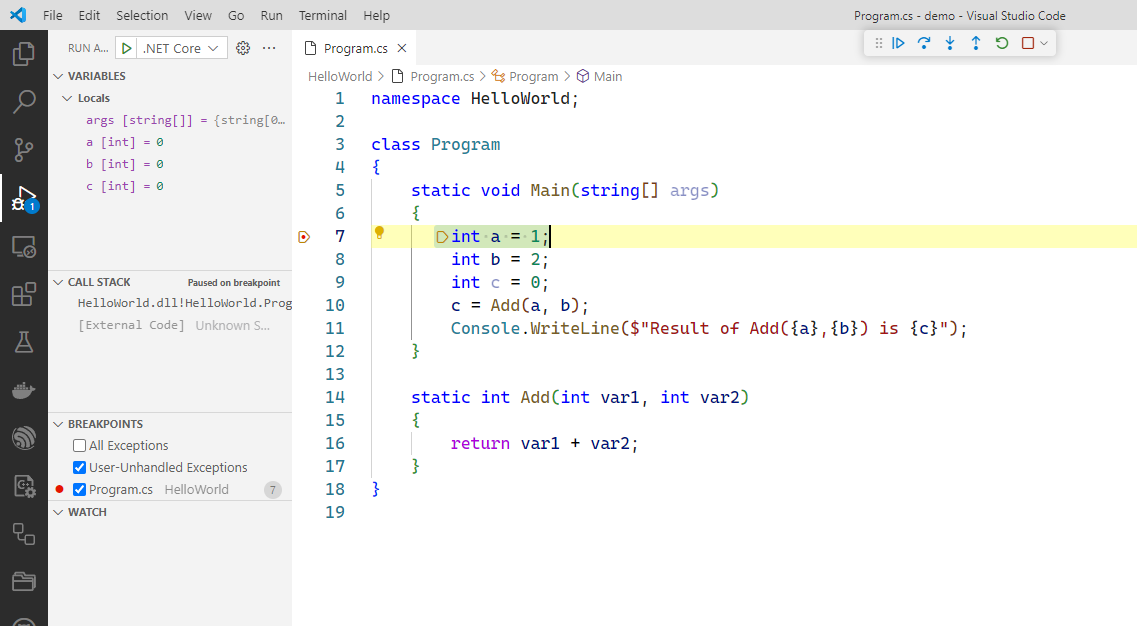 File Edit Selection View Go Run Terminal Help
Program.cs - demo - Visual Studio Code
RUN A... .NET Core ...
VARIABLES
Locals
args [string[]] = {string[0…
a [int] = 0
b [int] = 0
c [int] = 0
1
CALL STACK Paused on breakpoint
HelloWorld.dll!HelloWorld.Prog
[External Code] Unknown S...
BREAKPOINTS
All Exceptions
User-Unhandled Exceptions
Program.cs HelloWorld 7
WATCH
Program.cs
HelloWorld > Program.cs > Program > Main
1 namespace HelloWorld;
2
3 class Program
4 {
5 static void Main(string[] args)
6 {
7 int a = 1;
8 int b = 2;
9 int c = 0;
10 c = Add(a, b);
11 Console.WriteLine($"Result of Add({a},{b}) is {c}");
12 }
13
14 static int Add(int var1, int var2)
15 {
16 return var1 + var2;
17 }
18 }
19